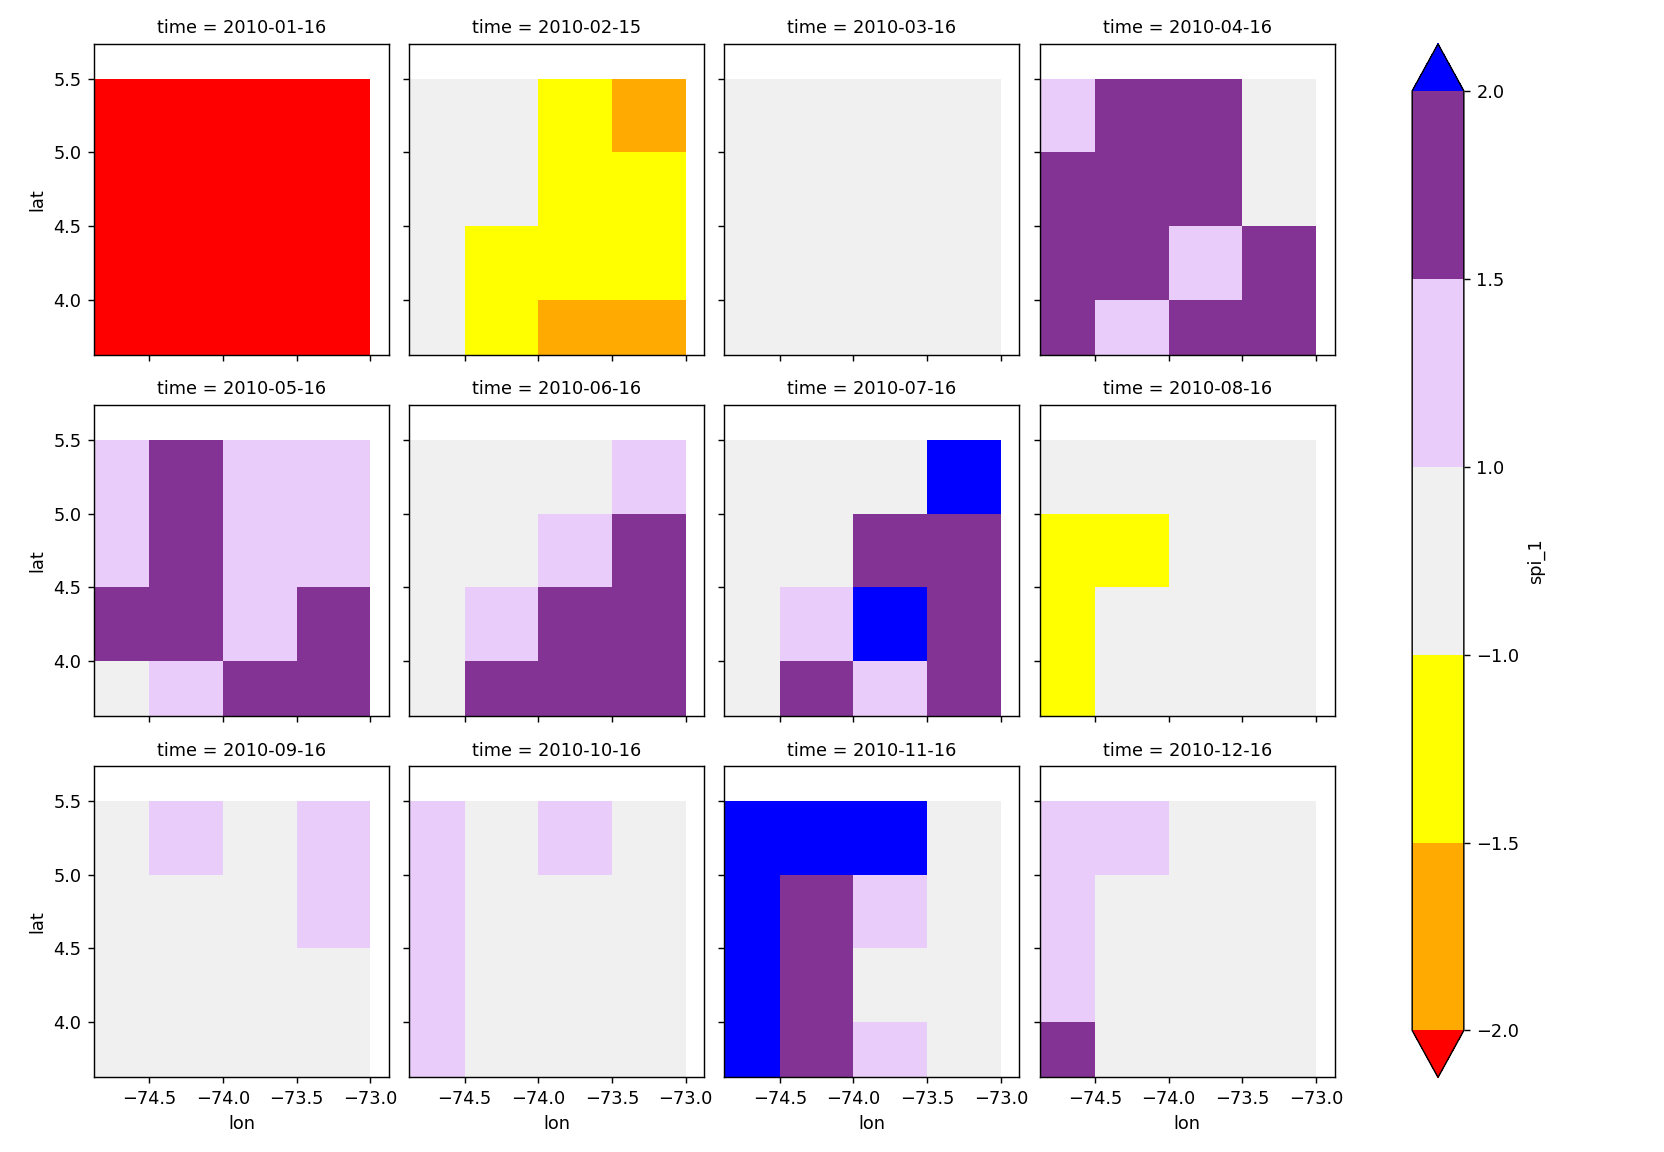 time = 2010-01-16
time = 2010-02-15
time = 2010-03-16
time = 2010-04-16
5.5
5.0
4.5
4.0
lat
time = 2010-05-16
time = 2010-06-16
time = 2010-07-16
time = 2010-08-16
5.5
5.0
4.5
4.0
lat
time = 2010-09-16
time = 2010-10-16
time = 2010-11-16
time = 2010-12-16
5.5
5.0
4.5
4.0
lat
−74.5 −74.0 −73.5 −73.0
lon
−74.5 −74.0 −73.5 −73.0
lon
−74.5 −74.0 −73.5 −73.0
lon
−74.5 −74.0 −73.5 −73.0
lon
2.0
1.5
1.0
−1.0
−1.5
−2.0
spi_1